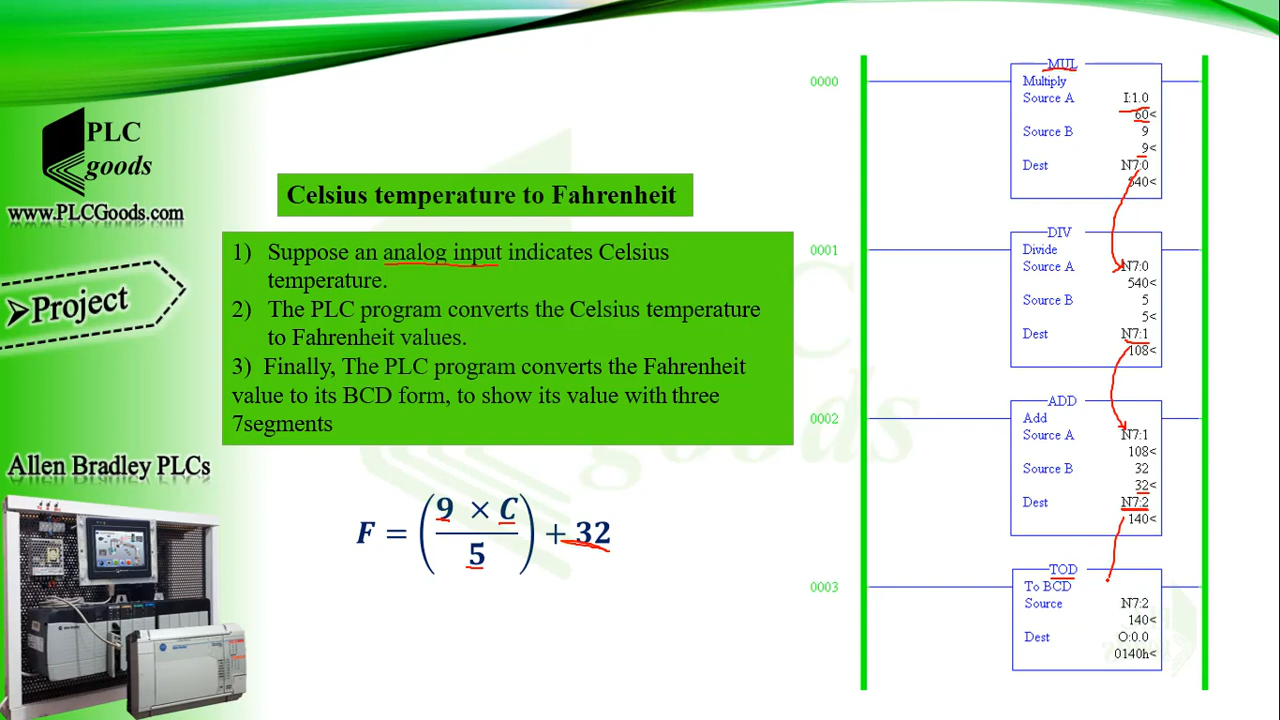 PLC
goods
www.PLCGoods.com
Project
Allen Bradley PLCs
Celsius temperature to Fahrenheit
1) Suppose an analog input indicates Celsius
temperature.
2) The PLC program converts the Celsius temperature
to Fahrenheit values.
3) Finally, The PLC program converts the Fahrenheit
value to its BCD form, to show its value with three
7segments
F = (9 × C / 5) + 32
0000
MUL
Multiply
Source A I:1.0
60<
Source B 9
9<
Dest N7:0
540<
0001
DIV
Divide
Source A N7:0
540<
Source B 5
5<
Dest N7:1
108<
0002
ADD
Add
Source A N7:1
108<
Source B 32
32<
Dest N7:2
140<
0003
TOD
To BCD
Source N7:2
140<
Dest O:0.0
0140h<